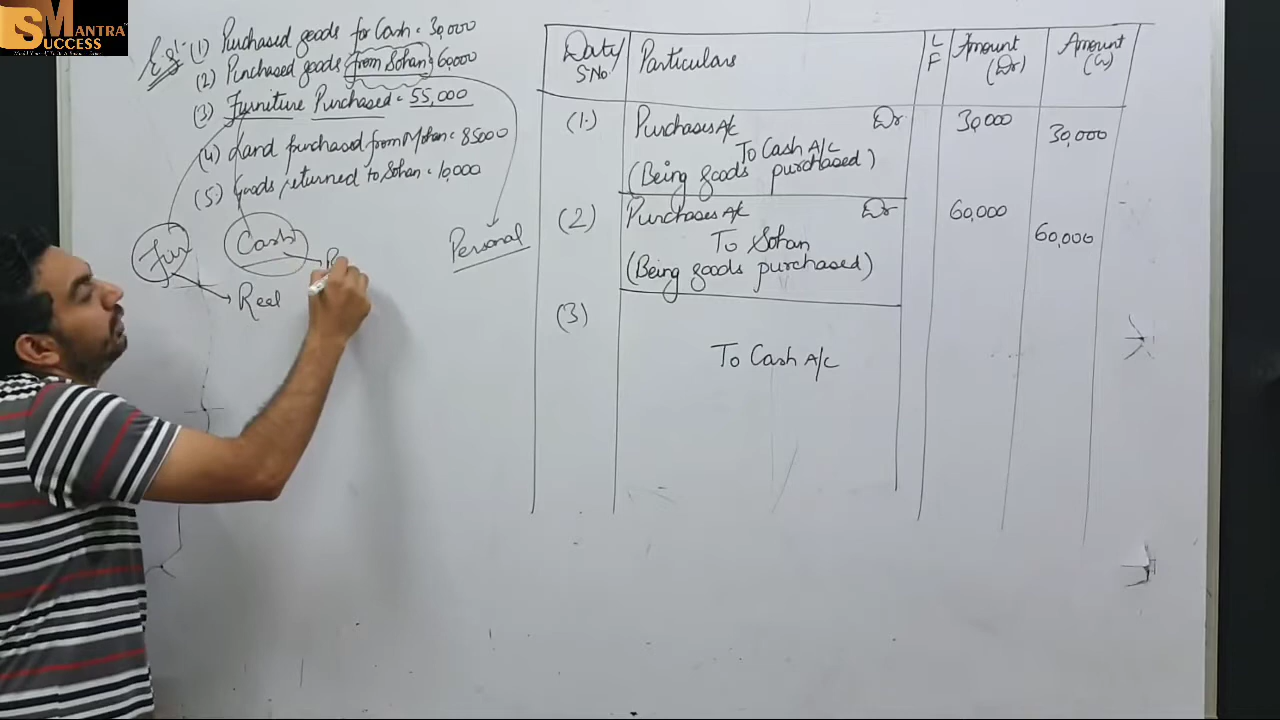 MANTRA
SUCCESS
E.g:- (1) Purchased goods for Cash = 30,000
(2) Purchased goods from Sohan 60,000
(3) Furniture Purchased = 55,000
(4) Land purchased from Mohan = 85000
(5) Goods returned to Sohan = 10,000
Fur
Cash
R
Real
Personal
Date/ S.No. Particulars L F Amount (Dr) Amount (Cr)
(1) Purchases A/c Dr 30,000
To Cash A/c 30,000
(Being goods purchased)
(2) Purchases A/c Dr 60,000
To Sohan 60,000
(Being goods purchased)
(3)
To Cash A/c